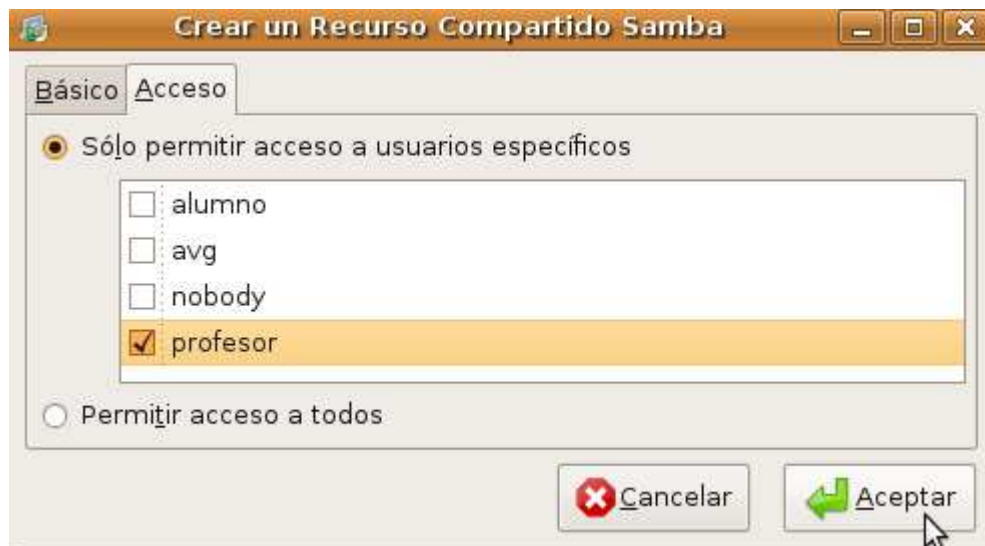 Crear un Recurso Compartido Samba
Básico Acceso
Sólo permitir acceso a usuarios específicos
alumno
avg
nobody
profesor
Permitir acceso a todos
Cancelar Aceptar